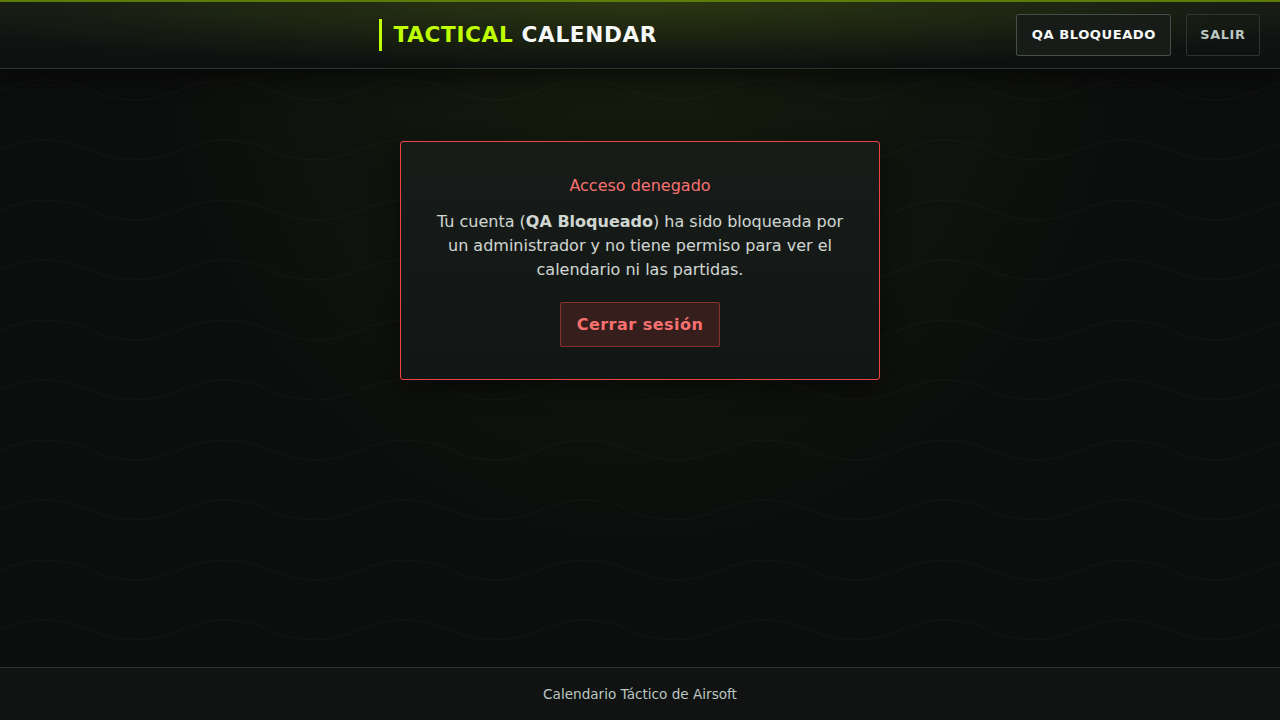 TACTICAL CALENDAR
QA BLOQUEADO
SALIR
Acceso denegado
Tu cuenta (QA Bloqueado) ha sido bloqueada por
un administrador y no tiene permiso para ver el
calendario ni las partidas.
Cerrar sesión
Calendario Táctico de Airsoft